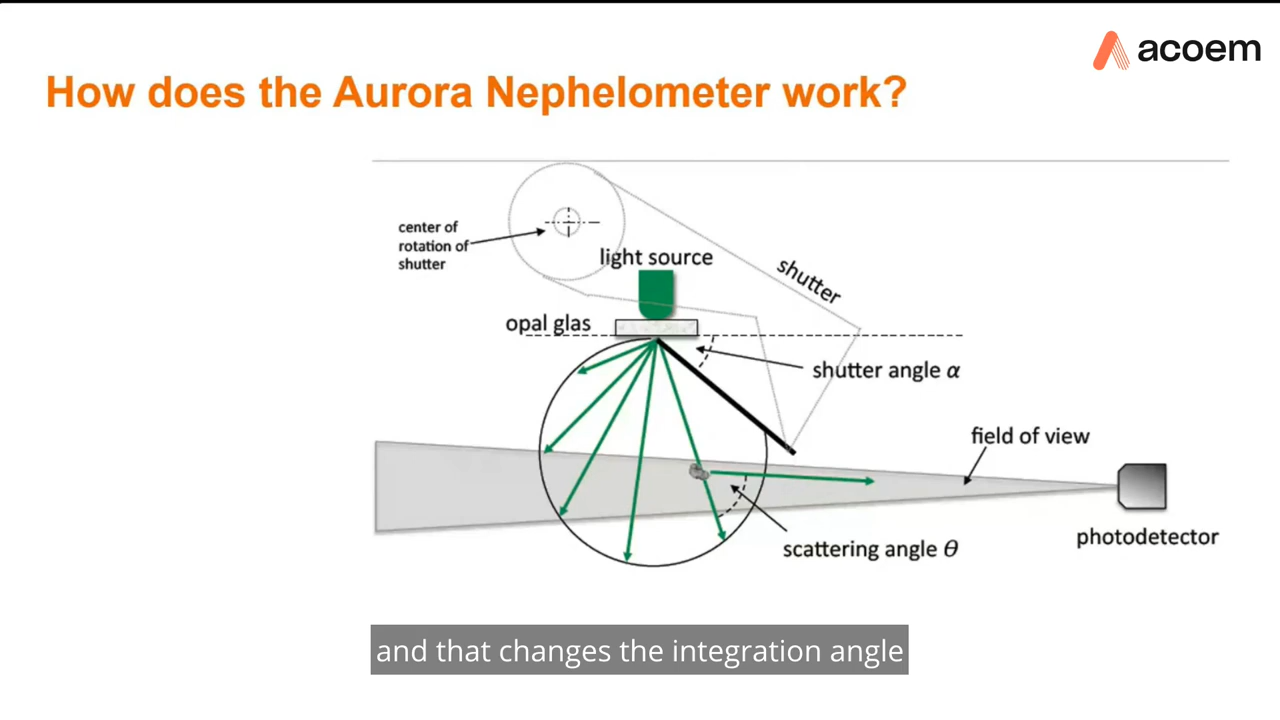 acoem
How does the Aurora Nephelometer work?
center of
rotation of
shutter
light source
shutter
opal glas
shutter angle α
field of view
scattering angle θ
photodetector
and that changes the integration angle